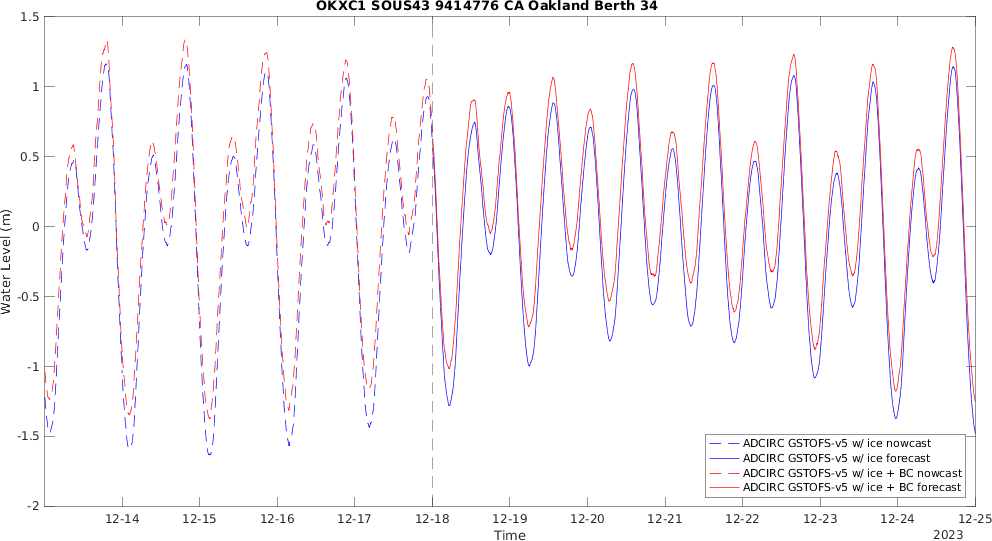 OKXC1 SOUS43 9414776 CA Oakland Berth 34
1.5
1
0.5
0
-0.5
-1
-1.5
-2
Water Level (m)
12-14 12-15 12-16 12-17 12-18 12-19 12-20 12-21 12-22 12-23 12-24 12-25
Time
2023
ADCIRC GSTOFS-v5 w/ ice nowcast
ADCIRC GSTOFS-v5 w/ ice forecast
ADCIRC GSTOFS-v5 w/ ice + BC nowcast
ADCIRC GSTOFS-v5 w/ ice + BC forecast